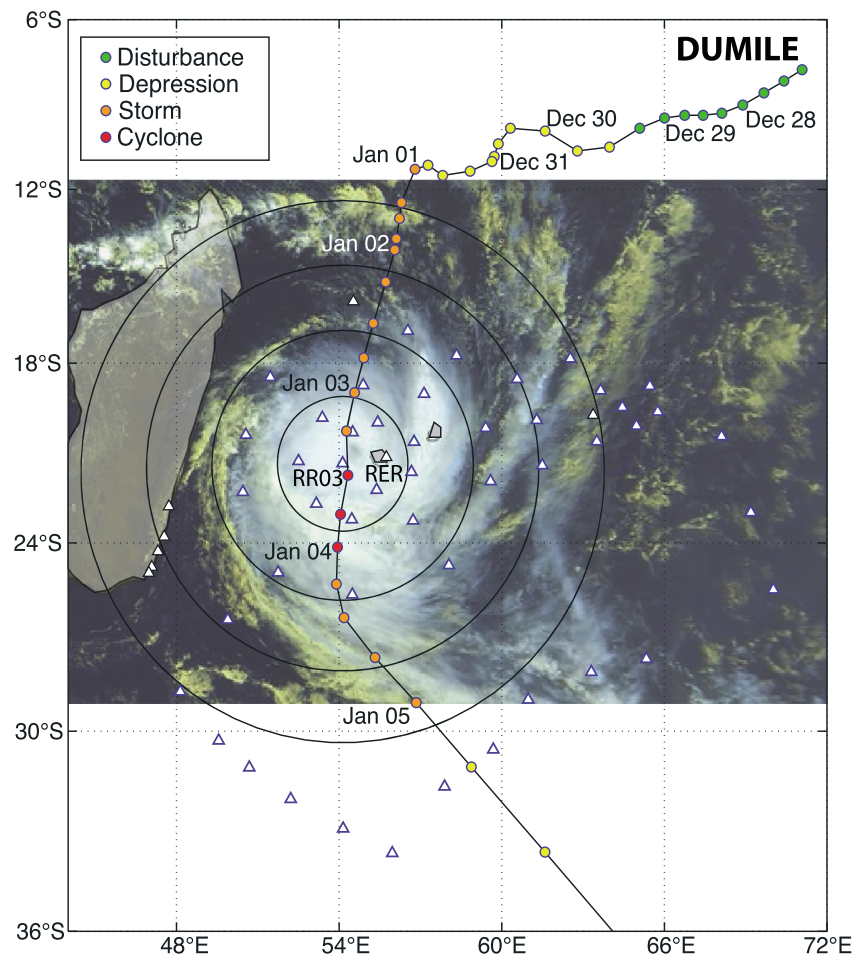 6°S
DUMILE
Disturbance
Depression
Storm
Cyclone
Dec 28
Dec 29
Dec 30
Dec 31
Jan 01
12°S
Jan 02
18°S
Jan 03
RR03
RER
24°S
Jan 04
Jan 05
30°S
36°S
48°E
54°E
60°E
66°E
72°E